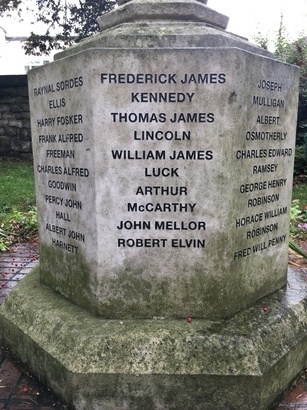 RAYNAL SORDES
ELLIS
HARRY FOSKER
FRANK ALFRED
FREEMAN
CHARLES ALFRED
GOODWIN
PERCY JOHN
HALL
ALBERT JOHN
HARNETT
FREDERICK JAMES
KENNEDY
THOMAS JAMES
LINCOLN
WILLIAM JAMES
LUCK
ARTHUR
McCARTHY
JOHN MELLOR
ROBERT ELVIN
JOSEPH
MULLIGAN
ALBERT
OSMOTHERLY
CHARLES EDWARD
RAMSEY
GEORGE HENRY
ROBINSON
HORACE WILLIAM
ROBINSON
FRED WILL PENNY